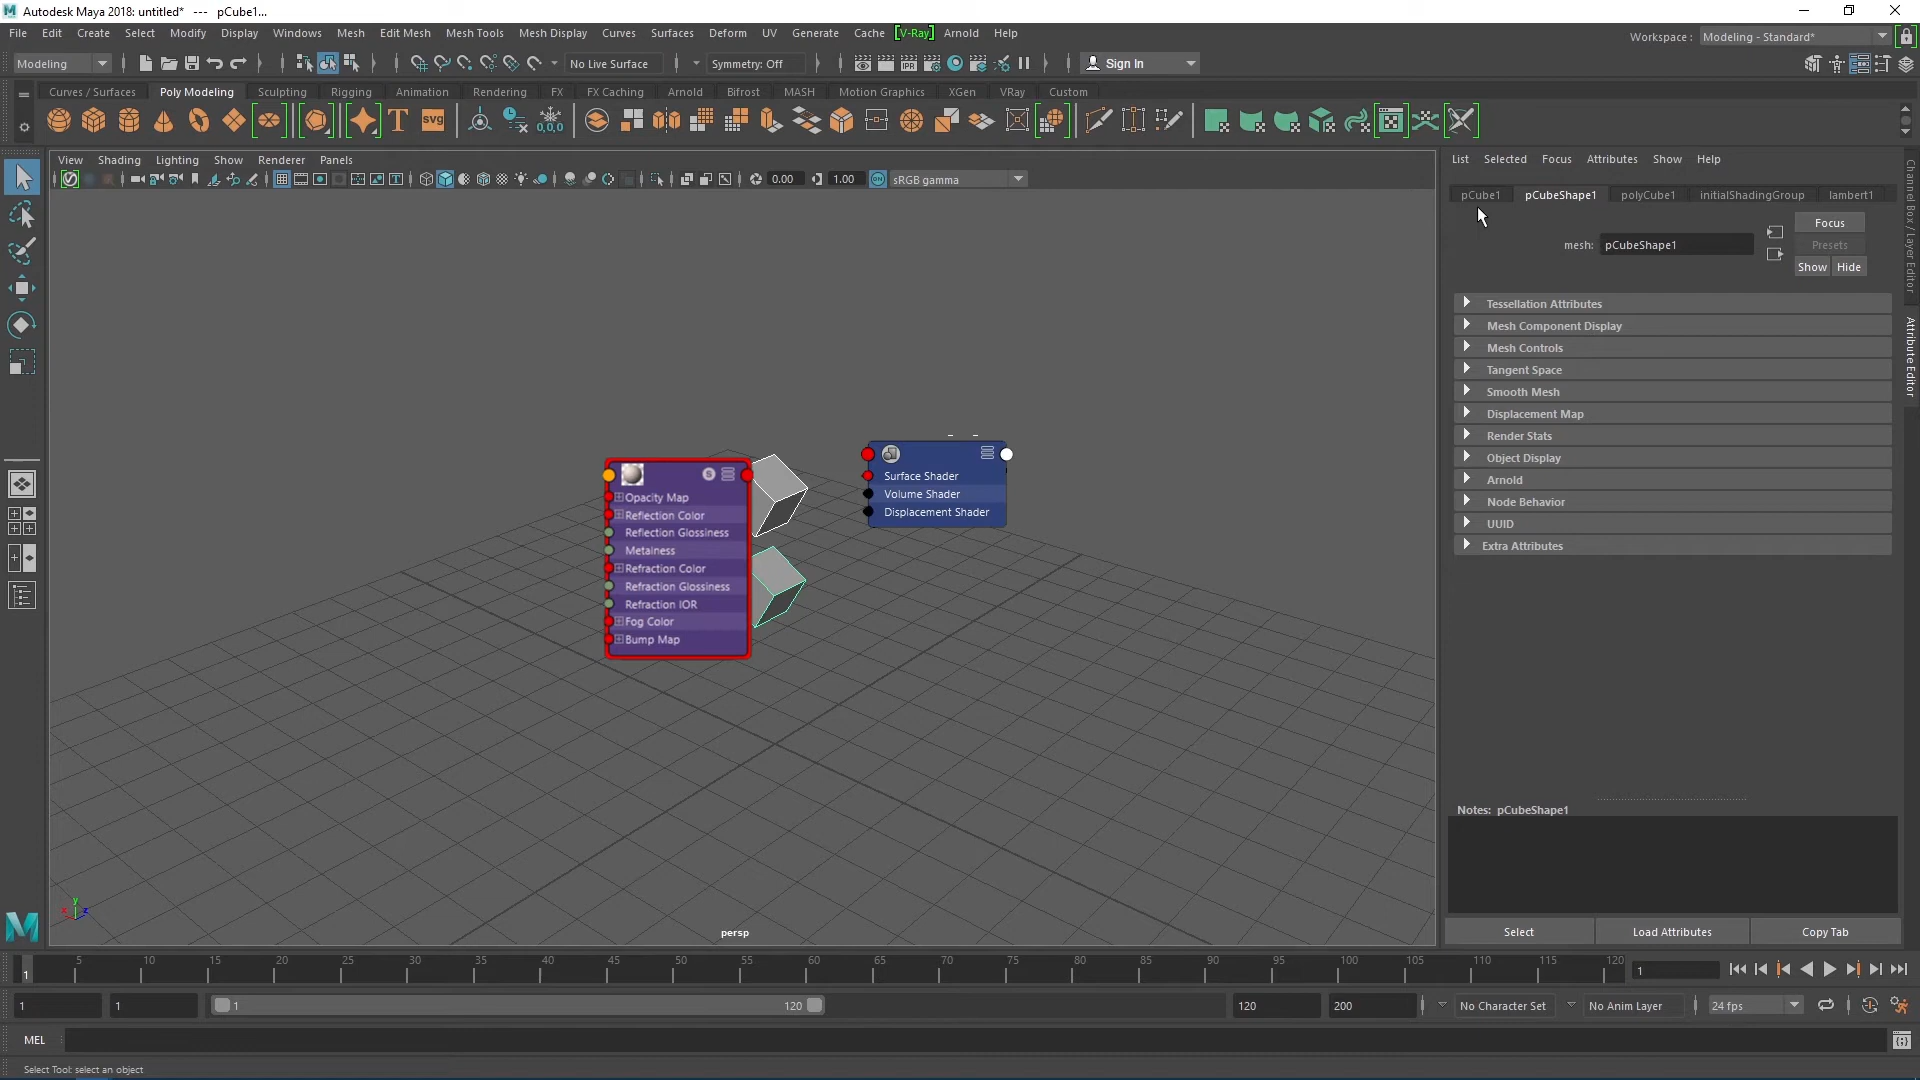 Autodesk Maya 2018: untitled*   ---   pCube1...
File Edit Create Select Modify Display Windows Mesh Edit Mesh Mesh Tools Mesh Display Curves Surfaces Deform UV Generate Cache [V-Ray] Arnold Help
Workspace : Modeling - Standard*
Modeling No Live Surface Symmetry: Off Sign In
Curves / Surfaces Poly Modeling Sculpting Rigging Animation Rendering FX FX Caching Arnold Bifrost MASH Motion Graphics XGen VRay Custom
T svg 0,0,0
View Shading Lighting Show Renderer Panels
0.00 1.00 ON sRGB gamma
List Selected Focus Attributes Show Help
pCube1 pCubeShape1 polyCube1 initialShadingGroup lambert1
Focus
mesh: pCubeShape1
Presets
Show Hide
Tessellation Attributes
Mesh Component Display
Mesh Controls
Tangent Space
Smooth Mesh
Displacement Map
Render Stats
Object Display
Arnold
Node Behavior
UUID
Extra Attributes
Channel Box / Layer Editor
Attribute Editor
S
Opacity Map
Reflection Color
Reflection Glossiness
Metalness
Refraction Color
Refraction Glossiness
Refraction IOR
Fog Color
Bump Map
Surface Shader
Volume Shader
Displacement Shader
y
x z
persp
Notes: pCubeShape1
Select Load Attributes Copy Tab
1 5 10 15 20 25 30 35 40 45 50 55 60 65 70 75 80 85 90 95 100 105 110 115 120 1
1 1 1 120 120 200 No Character Set No Anim Layer 24 fps
MEL
Select Tool: select an object